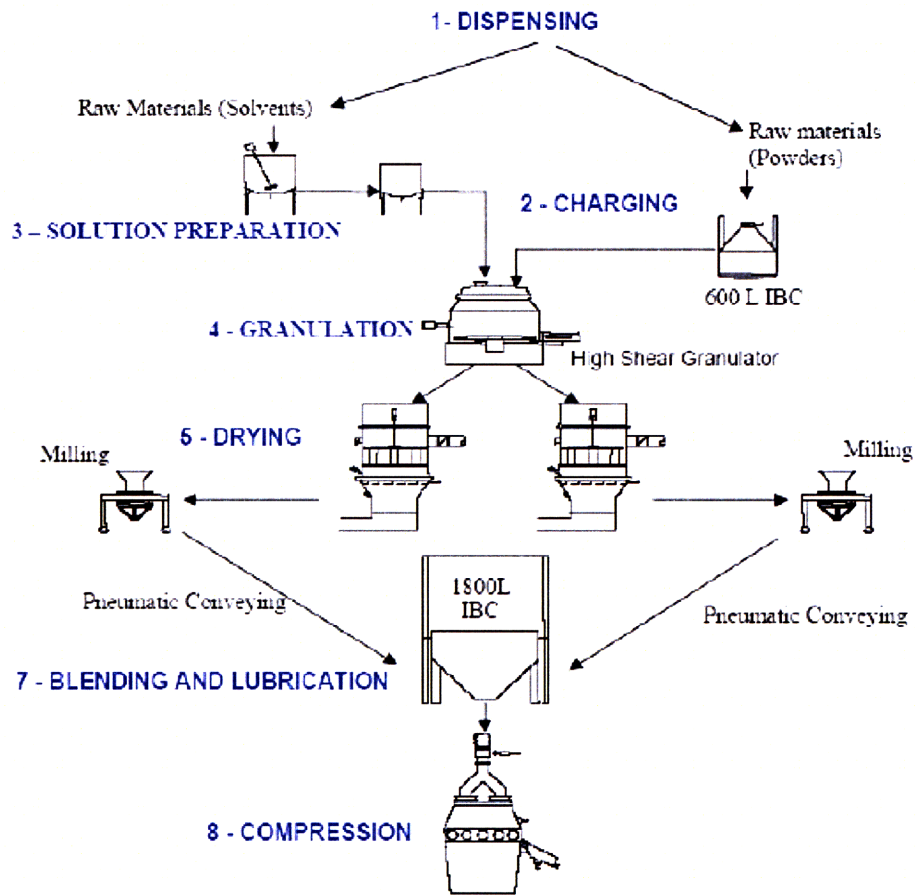 1- DISPENSING
Raw Materials (Solvents)
Raw materials
(Powders)
2 - CHARGING
3 – SOLUTION PREPARATION
600 L IBC
4 - GRANULATION
High Shear Granulator
5 - DRYING
Milling
Milling
1800L
IBC
Pneumatic Conveying
Pneumatic Conveying
7 - BLENDING AND LUBRICATION
8 - COMPRESSION